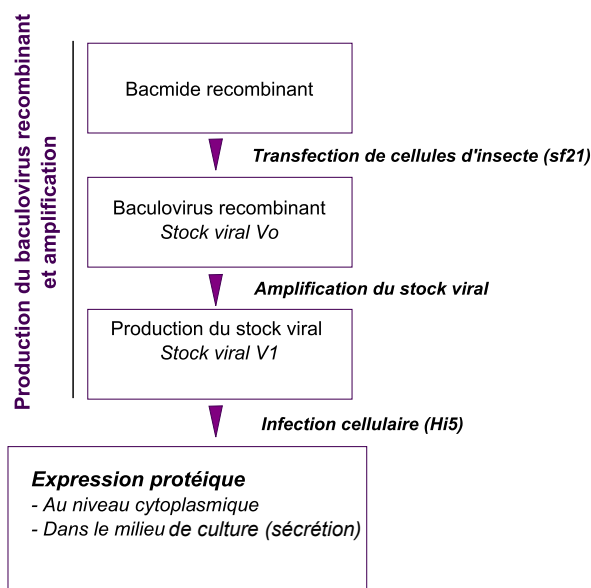 Production du baculovirus recombinant
et amplification
Bacmide recombinant
Transfection de cellules d'insecte (sf21)
Baculovirus recombinant
Stock viral Vo
Amplification du stock viral
Production du stock viral
Stock viral V1
Infection cellulaire (Hi5)
Expression protéique
- Au niveau cytoplasmique
- Dans le milieu de culture (sécrétion)